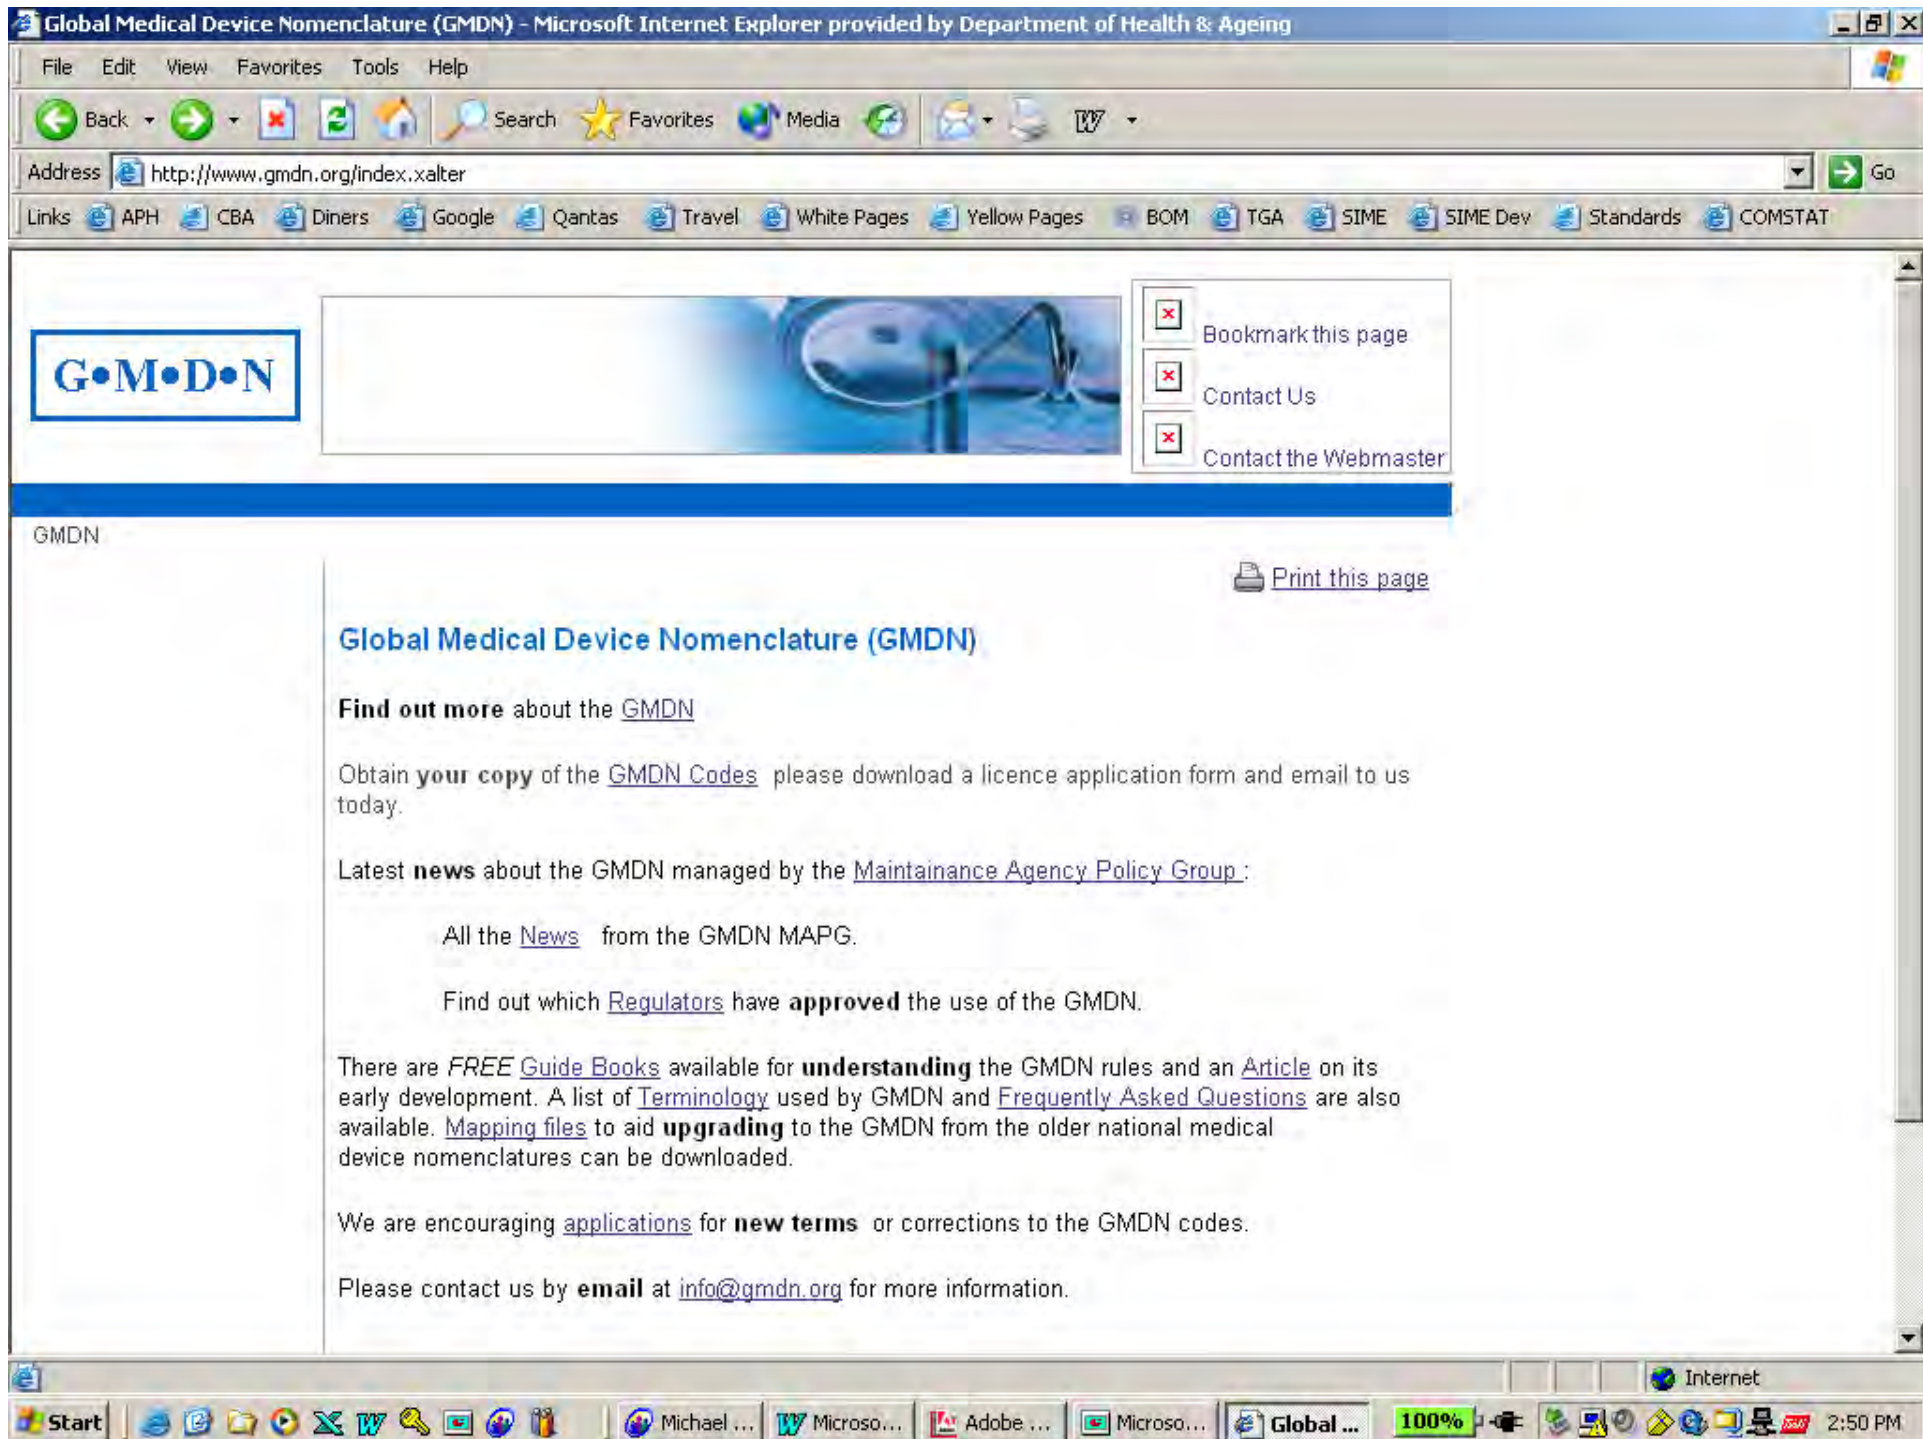 Global Medical Device Nomenclature (GMDN) - Microsoft Internet Explorer provided by Department of Health & Ageing
File Edit View Favorites Tools Help
Back Search Favorites Media
Address http://www.gmdn.org/index.xalter Go
Links APH CBA Diners Google Qantas Travel White Pages Yellow Pages BOM TGA SIME SIME Dev Standards COMSTAT
G•M•D•N
Bookmark this page
Contact Us
Contact the Webmaster
GMDN
Print this page
Global Medical Device Nomenclature (GMDN)
Find out more about the GMDN
Obtain your copy of the GMDN Codes please download a licence application form and email to us
today.
Latest news about the GMDN managed by the Maintainance Agency Policy Group :
All the News from the GMDN MAPG.
Find out which Regulators have approved the use of the GMDN.
There are FREE Guide Books available for understanding the GMDN rules and an Article on its
early development. A list of Terminology used by GMDN and Frequently Asked Questions are also
available. Mapping files to aid upgrading to the GMDN from the older national medical
device nomenclatures can be downloaded.
We are encouraging applications for new terms or corrections to the GMDN codes.
Please contact us by email at info@gmdn.org for more information.
Internet
Start Michael ... Microso... Adobe ... Microso... Global ... 100% 2:50 PM